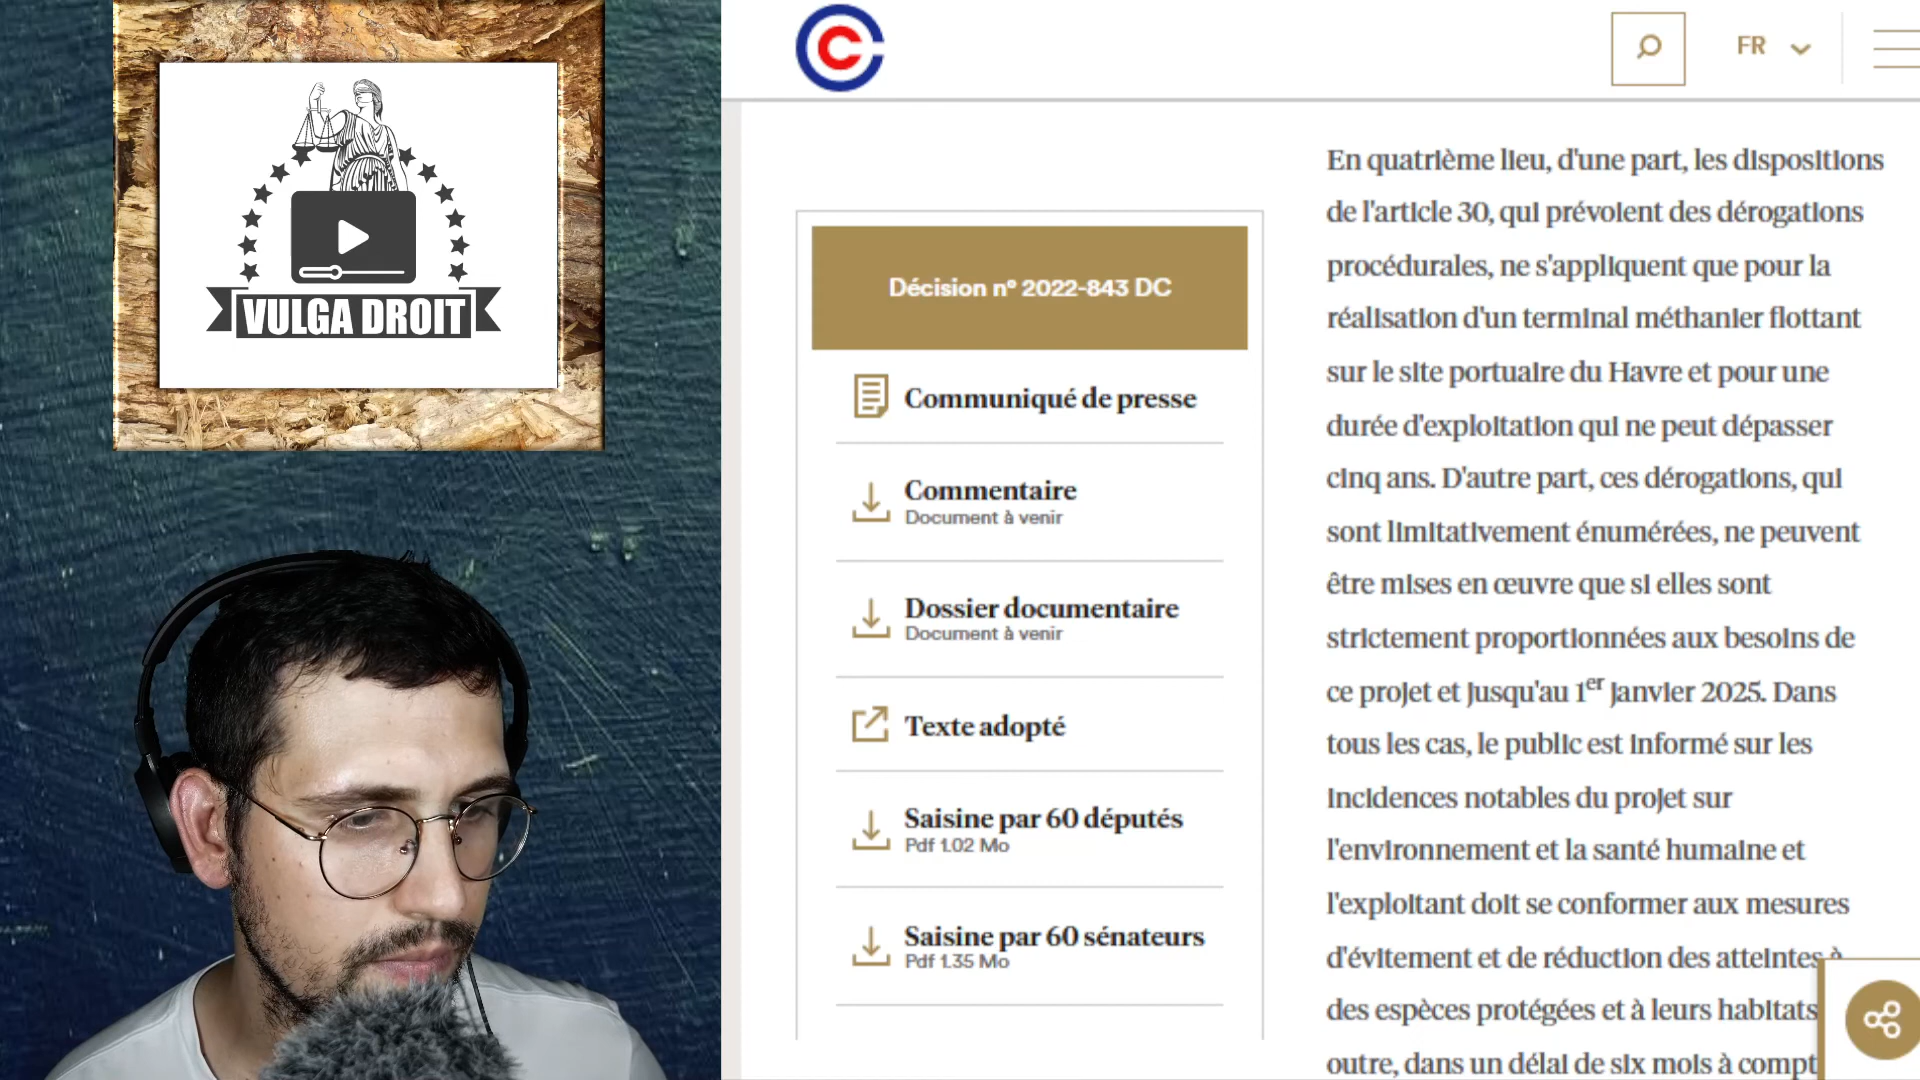 VULGA DROIT
FR
Décision n° 2022-843 DC
Communiqué de presse
Commentaire
Document à venir
Dossier documentaire
Document à venir
Texte adopté
Saisine par 60 députés
Pdf 1.02 Mo
Saisine par 60 sénateurs
Pdf 1.35 Mo
En quatrième lieu, d'une part, les dispositions
de l'article 30, qui prévoient des dérogations
procédurales, ne s'appliquent que pour la
réalisation d'un terminal méthanier flottant
sur le site portuaire du Havre et pour une
durée d'exploitation qui ne peut dépasser
cinq ans. D'autre part, ces dérogations, qui
sont limitativement énumérées, ne peuvent
être mises en œuvre que si elles sont
strictement proportionnées aux besoins de
ce projet et jusqu'au 1er janvier 2025. Dans
tous les cas, le public est informé sur les
incidences notables du projet sur
l'environnement et la santé humaine et
l'exploitant doit se conformer aux mesures
d'évitement et de réduction des atteintes à
des espèces protégées et à leurs habitats
outre, dans un délai de six mois à compt